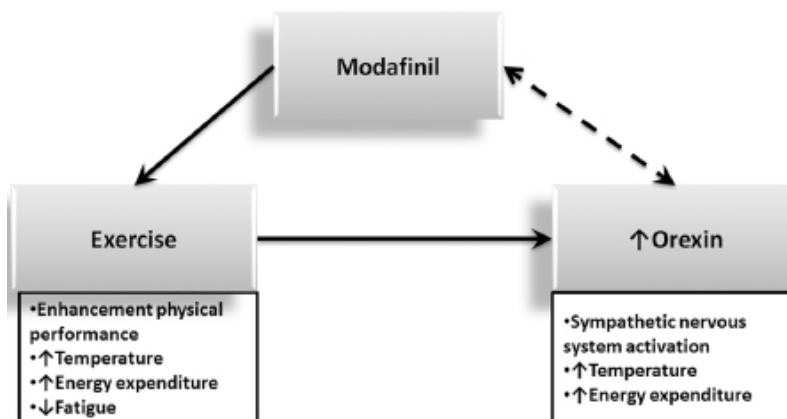 Modafinil
Exercise
↑Orexin
•Enhancement physical
performance
•↑Temperature
•↑Energy expenditure
•↓Fatigue
•Sympathetic nervous
system activation
•↑Temperature
•↑Energy expenditure